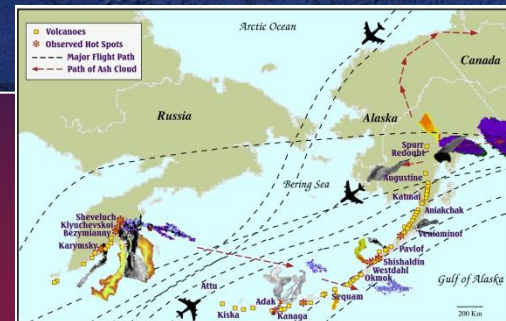 Volcanoes
Observed Hot Spots
Major Flight Path
Path of Ash Cloud
Arctic Ocean
Canada
Russia
Alaska
Spurr
Redoubt
Augustine
Bering Sea
Katmai
Aniakchak
Veniaminof
Sheveluch
Klyuchevskoi
Bezymianny
Karymsky
Pavlof
Shishaldin
Westdahl
Okmok
Gulf of Alaska
Attu
Seguam
Adak
Kiska
Kanaga
200 Km